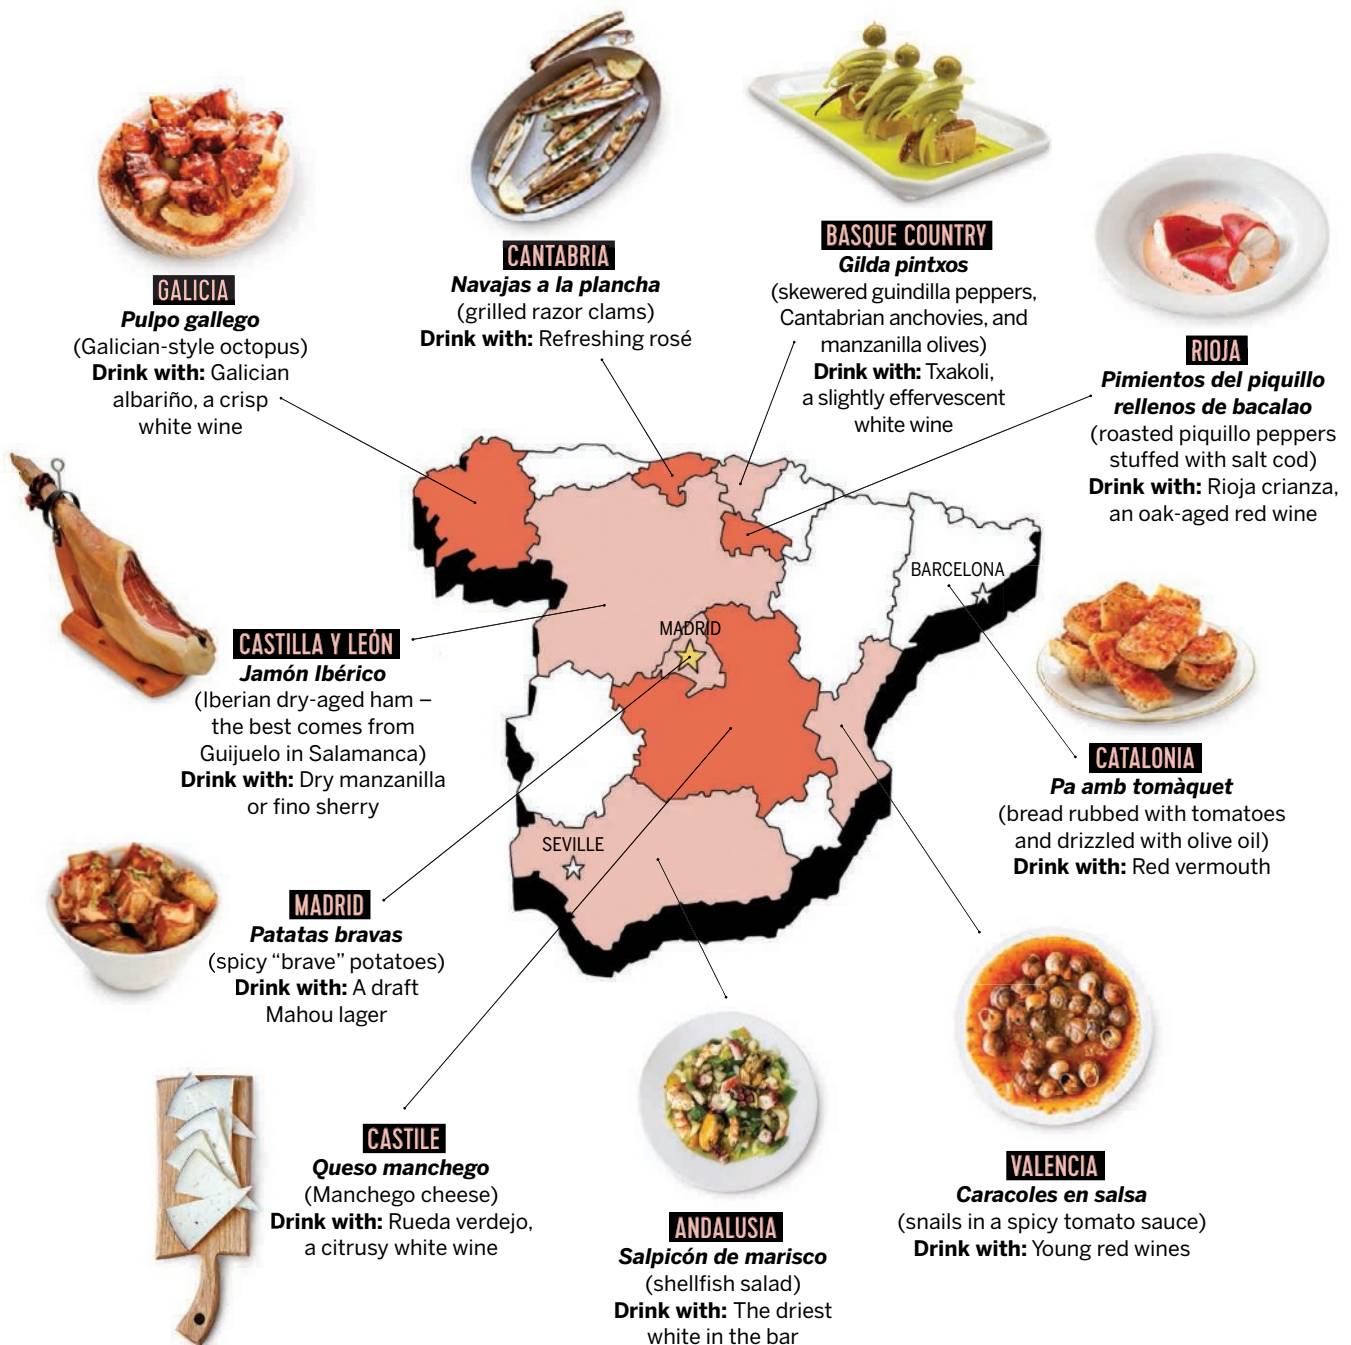 GALICIA
Pulpo gallego
(Galician-style octopus)
Drink with: Galician
albariño, a crisp
white wine
CANTABRIA
Navajas a la plancha
(grilled razor clams)
Drink with: Refreshing rosé
BASQUE COUNTRY
Gilda pintxos
(skewered guindilla peppers,
Cantabrian anchovies, and
manzanilla olives)
Drink with: Txakoli,
a slightly effervescent
white wine
RIOJA
Pimientos del piquillo
rellenos de bacalao
(roasted piquillo peppers
stuffed with salt cod)
Drink with: Rioja crianza,
an oak-aged red wine
BARCELONA
MADRID
SEVILLE
CASTILLA Y LEÓN
Jamón Ibérico
(Iberian dry-aged ham –
the best comes from
Guijuelo in Salamanca)
Drink with: Dry manzanilla
or fino sherry
CATALONIA
Pa amb tomàquet
(bread rubbed with tomatoes
and drizzled with olive oil)
Drink with: Red vermouth
MADRID
Patatas bravas
(spicy “brave” potatoes)
Drink with: A draft
Mahou lager
CASTILE
Queso manchego
(Manchego cheese)
Drink with: Rueda verdejo,
a citrusy white wine
ANDALUSIA
Salpicón de marisco
(shellfish salad)
Drink with: The driest
white in the bar
VALENCIA
Caracoles en salsa
(snails in a spicy tomato sauce)
Drink with: Young red wines